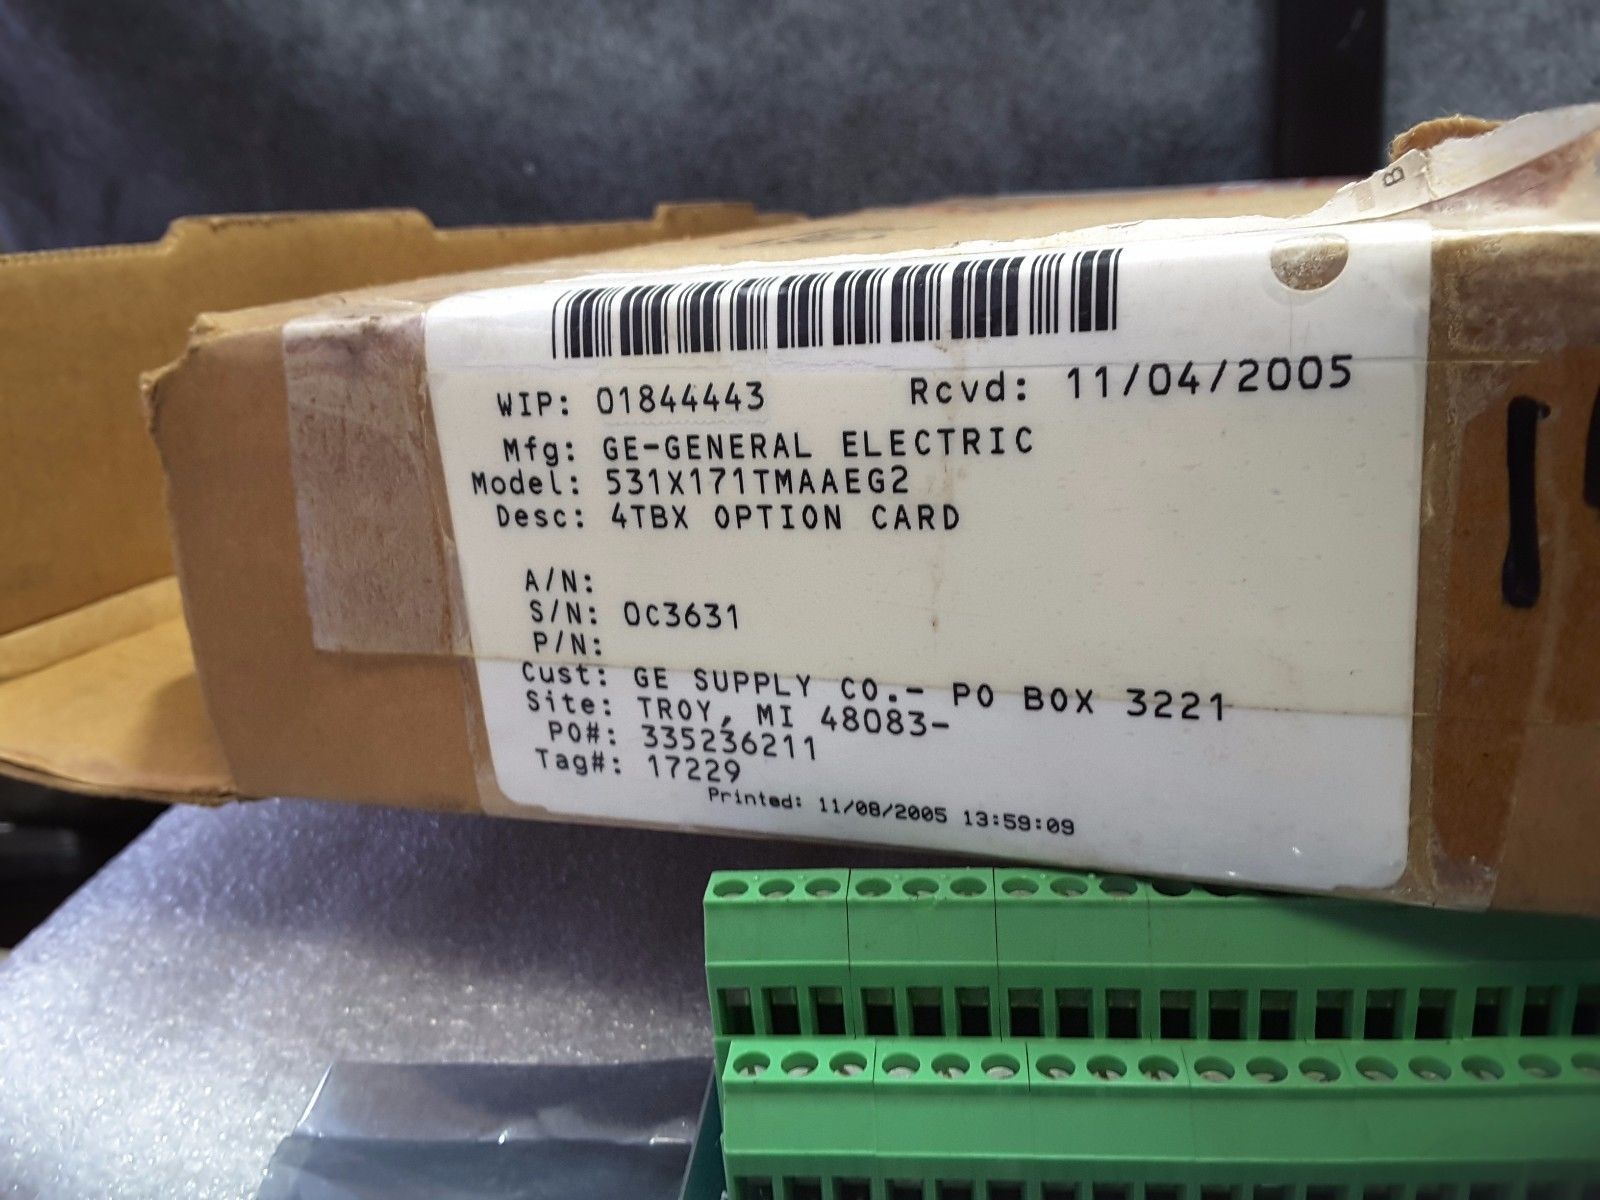 B
WIP: 01844443 Rcvd: 11/04/2005
Mfg: GE-GENERAL ELECTRIC
Model: 531X171TMAAEG2
Desc: 4TBX OPTION CARD
A/N:
S/N: 0C3631
P/N:
Cust: GE SUPPLY CO.- PO BOX 3221
Site: TROY, MI 48083-
PO#: 335236211
Tag#: 17229
Printed: 11/08/2005 13:59:09